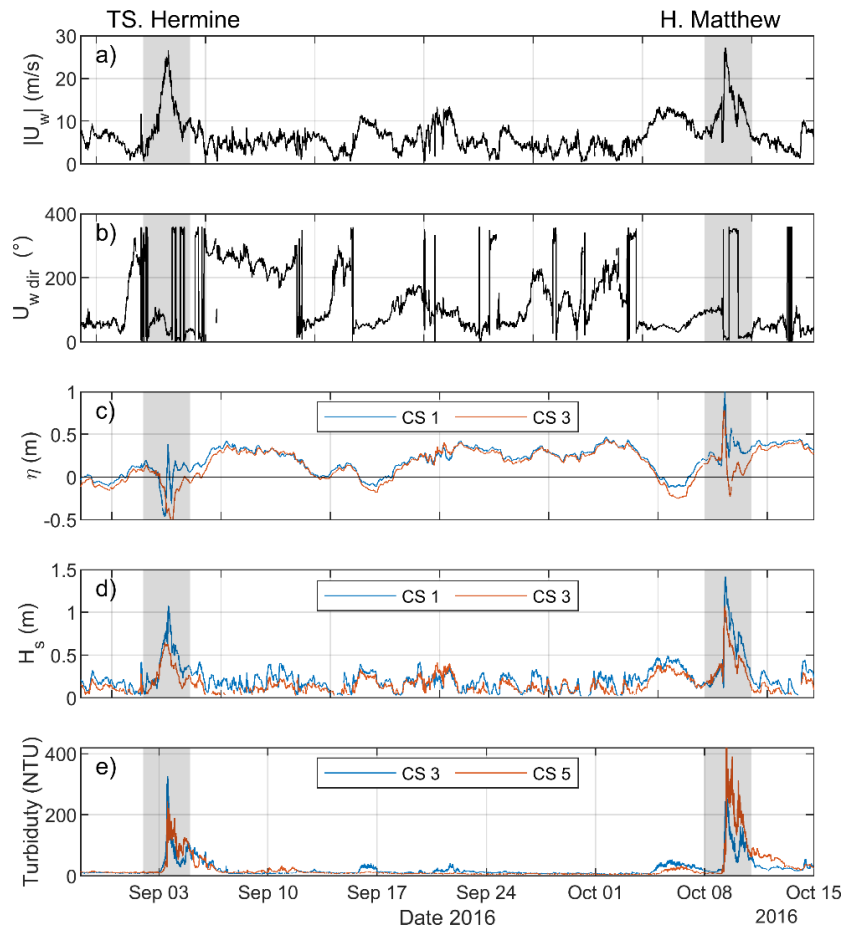 TS. Hermine H. Matthew
a)
|U_w| (m/s)
30
20
10
0
b)
U_w dir (°)
400
200
0
c)
CS 1 CS 3
η (m)
1
0.5
0
-0.5
d)
CS 1 CS 3
H_s (m)
1.5
1
0.5
0
e)
CS 3 CS 5
Turbiduty (NTU)
400
200
0
Sep 03 Sep 10 Sep 17 Sep 24 Oct 01 Oct 08 Oct 15
Date 2016 2016